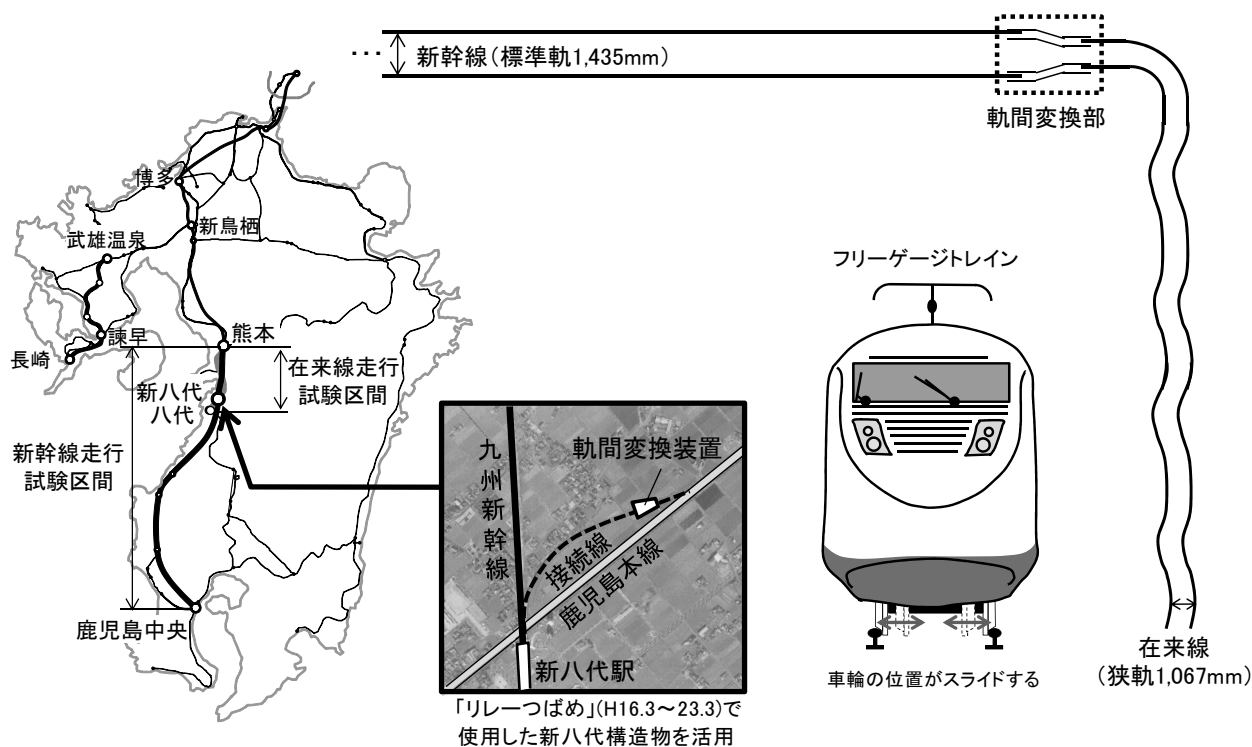 … 新幹線（標準軌1,435mm）
軌間変換部
博多
新鳥栖
武雄温泉
諫早
長崎
熊本
新八代
八代
在来線走行
試験区間
新幹線走行
試験区間
鹿児島中央
九州新幹線
軌間変換装置
接続線
鹿児島本線
新八代駅
「リレーつばめ」(H16.3～23.3)で
使用した新八代構造物を活用
フリーゲージトレイン
車輪の位置がスライドする
在来線
（狭軌1,067mm）